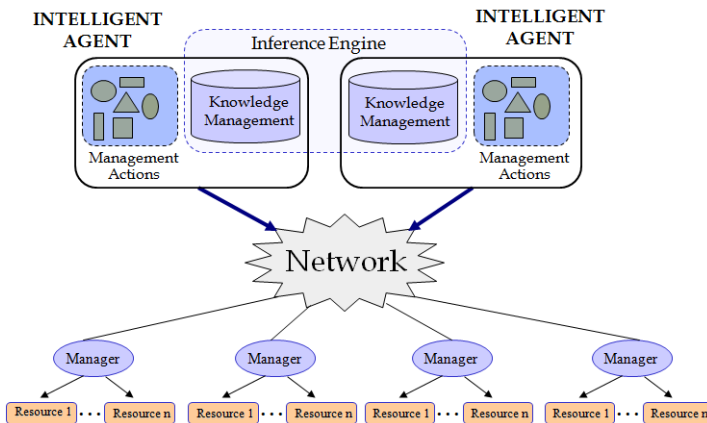 INTELLIGENT
AGENT
INTELLIGENT
AGENT
Inference Engine
Knowledge
Management
Knowledge
Management
Management
Actions
Management
Actions
Network
Manager
Manager
Manager
Manager
Resource 1 ... Resource n
Resource 1 ... Resource n
Resource 1 ... Resource n
Resource 1 ... Resource n